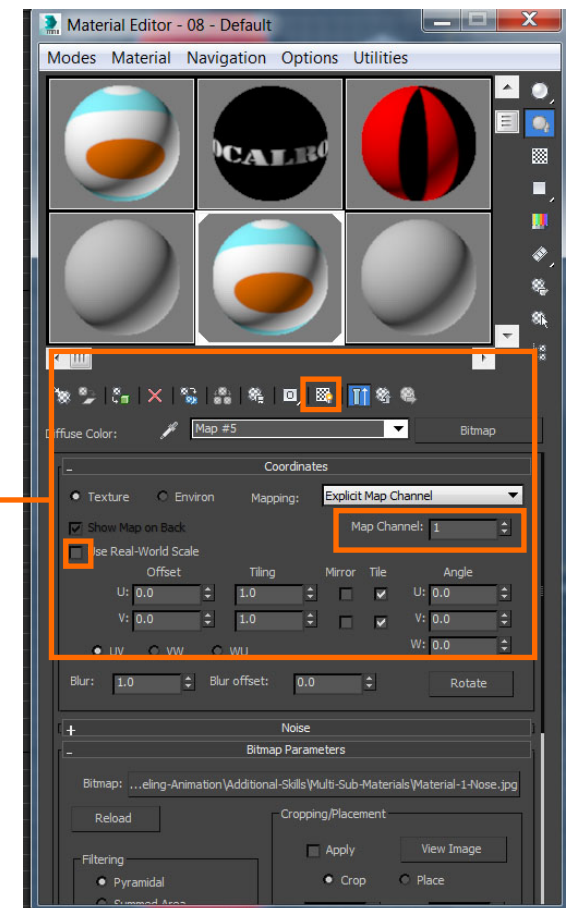 Material Editor - 08 - Default
Modes Material Navigation Options Utilities
OCALRO
Diffuse Color: Map #5 Bitmap
- Coordinates
Texture Environ Mapping: Explicit Map Channel
Show Map on Back Map Channel: 1
Use Real-World Scale
Offset Tiling Mirror Tile Angle
U: 0.0 1.0 U: 0.0
V: 0.0 1.0 V: 0.0
UV VW WU W: 0.0
Blur: 1.0 Blur offset: 0.0 Rotate
+ Noise
- Bitmap Parameters
Bitmap: ...eling-Animation\Additional-Skills\Multi-Sub-Materials\Material-1-Nose.jpg
Reload Cropping/Placement
Apply View Image
Filtering
Pyramidal Crop Place
Summed Area